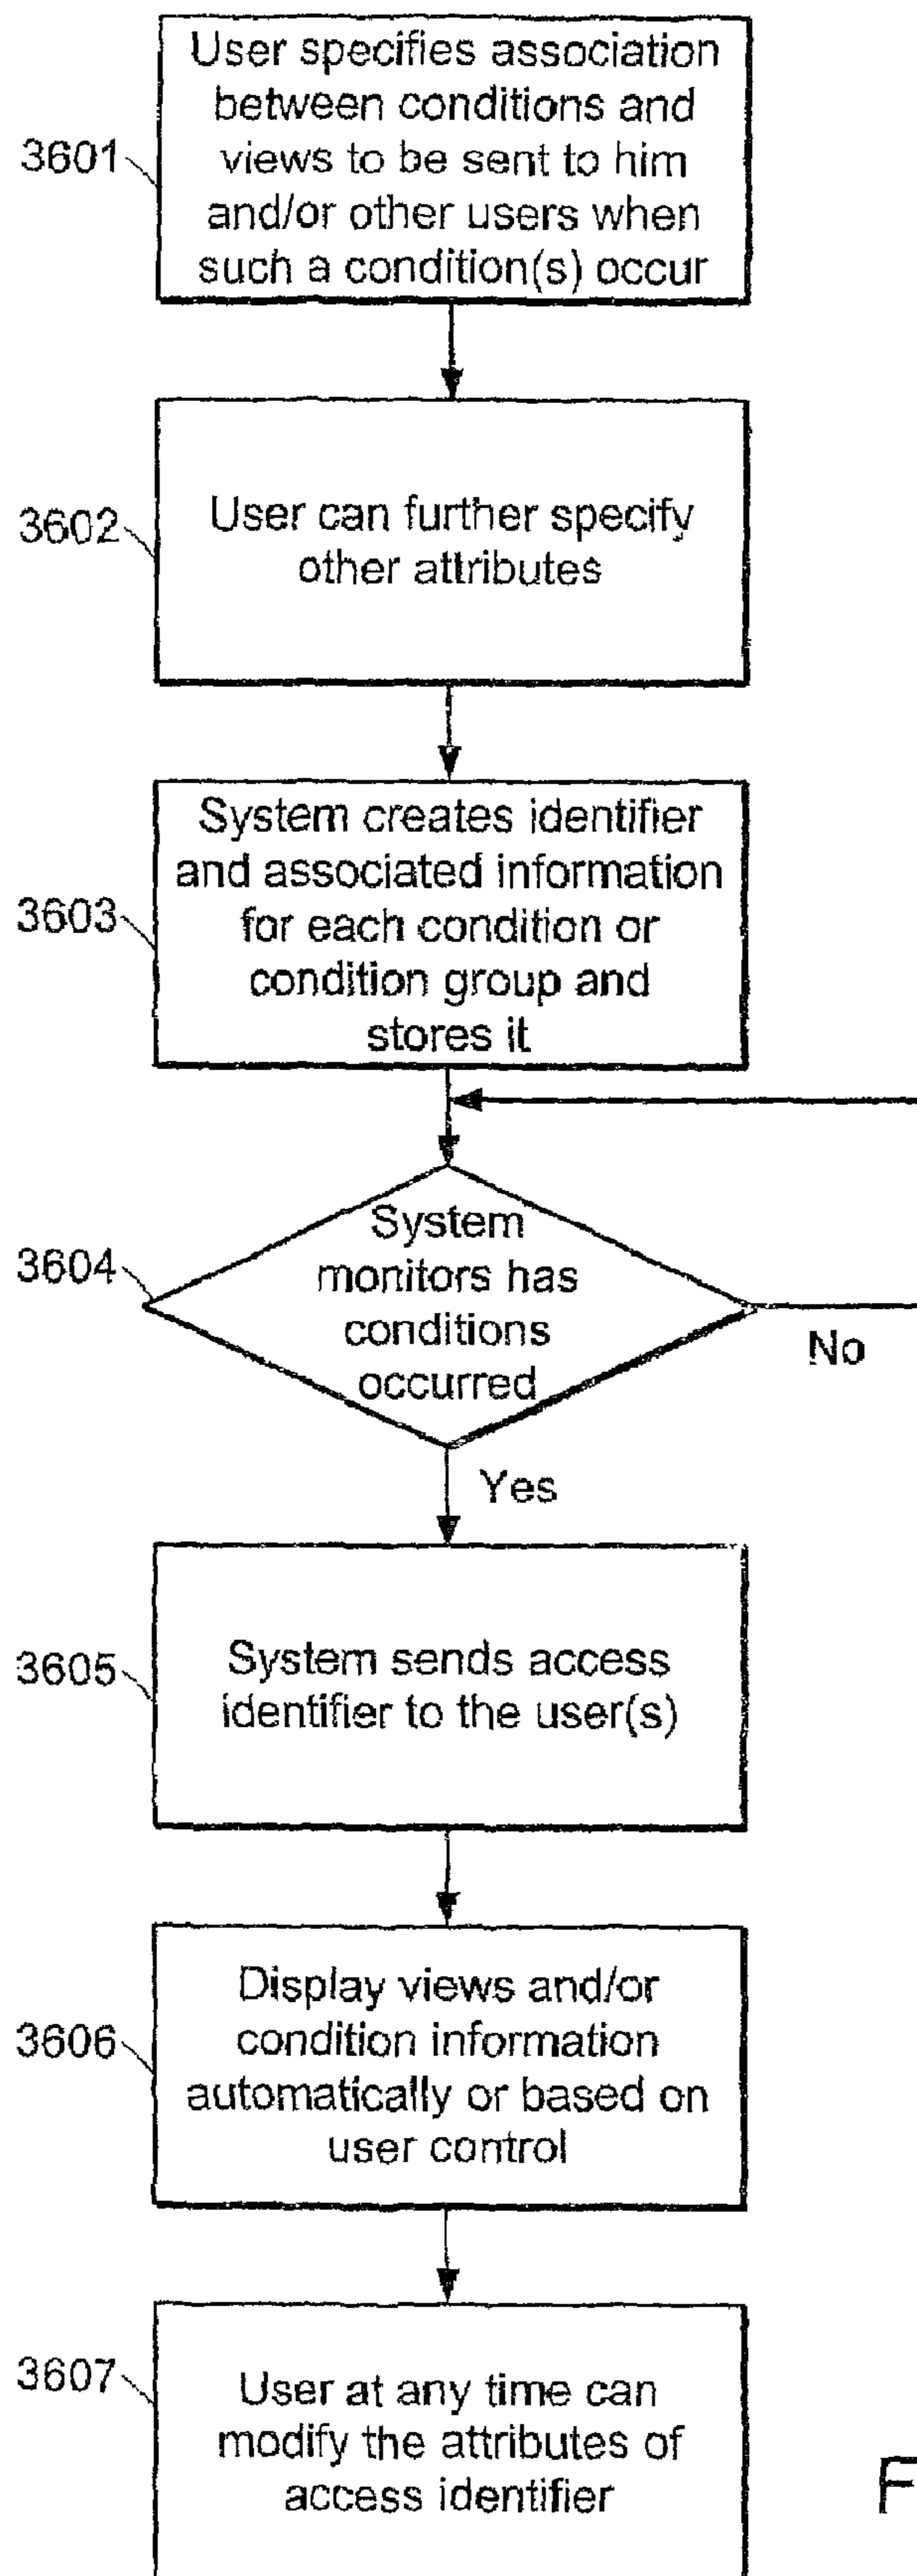 User specifies association
between conditions and
3601
views to be sent to him
and/or other users when
such a condition(s) occur
3602
User can further specify
other attributes
System creates identifier
and associated information
3603
for each condition or
condition group and
stores it
System
3604
monitors has
conditions
occurred
No
Yes
3605
System sends access
identifier to the user(s)
Display views and/or
3606
condition information
automatically or based on
user control
3607
User at any time can
modify the attributes of
access identifier
F